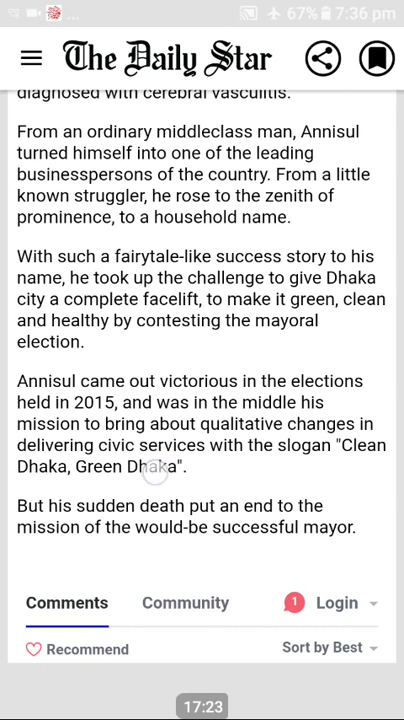 67% 7:36 pm
The Daily Star
diagnosed with cerebral vasculitis.
From an ordinary middleclass man, Annisul
turned himself into one of the leading
businesspersons of the country. From a little
known struggler, he rose to the zenith of
prominence, to a household name.
With such a fairytale-like success story to his
name, he took up the challenge to give Dhaka
city a complete facelift, to make it green, clean
and healthy by contesting the mayoral
election.
Annisul came out victorious in the elections
held in 2015, and was in the middle his
mission to bring about qualitative changes in
delivering civic services with the slogan "Clean
Dhaka, Green Dhaka".
But his sudden death put an end to the
mission of the would-be successful mayor.
Comments Community 1 Login
Recommend Sort by Best
17:23